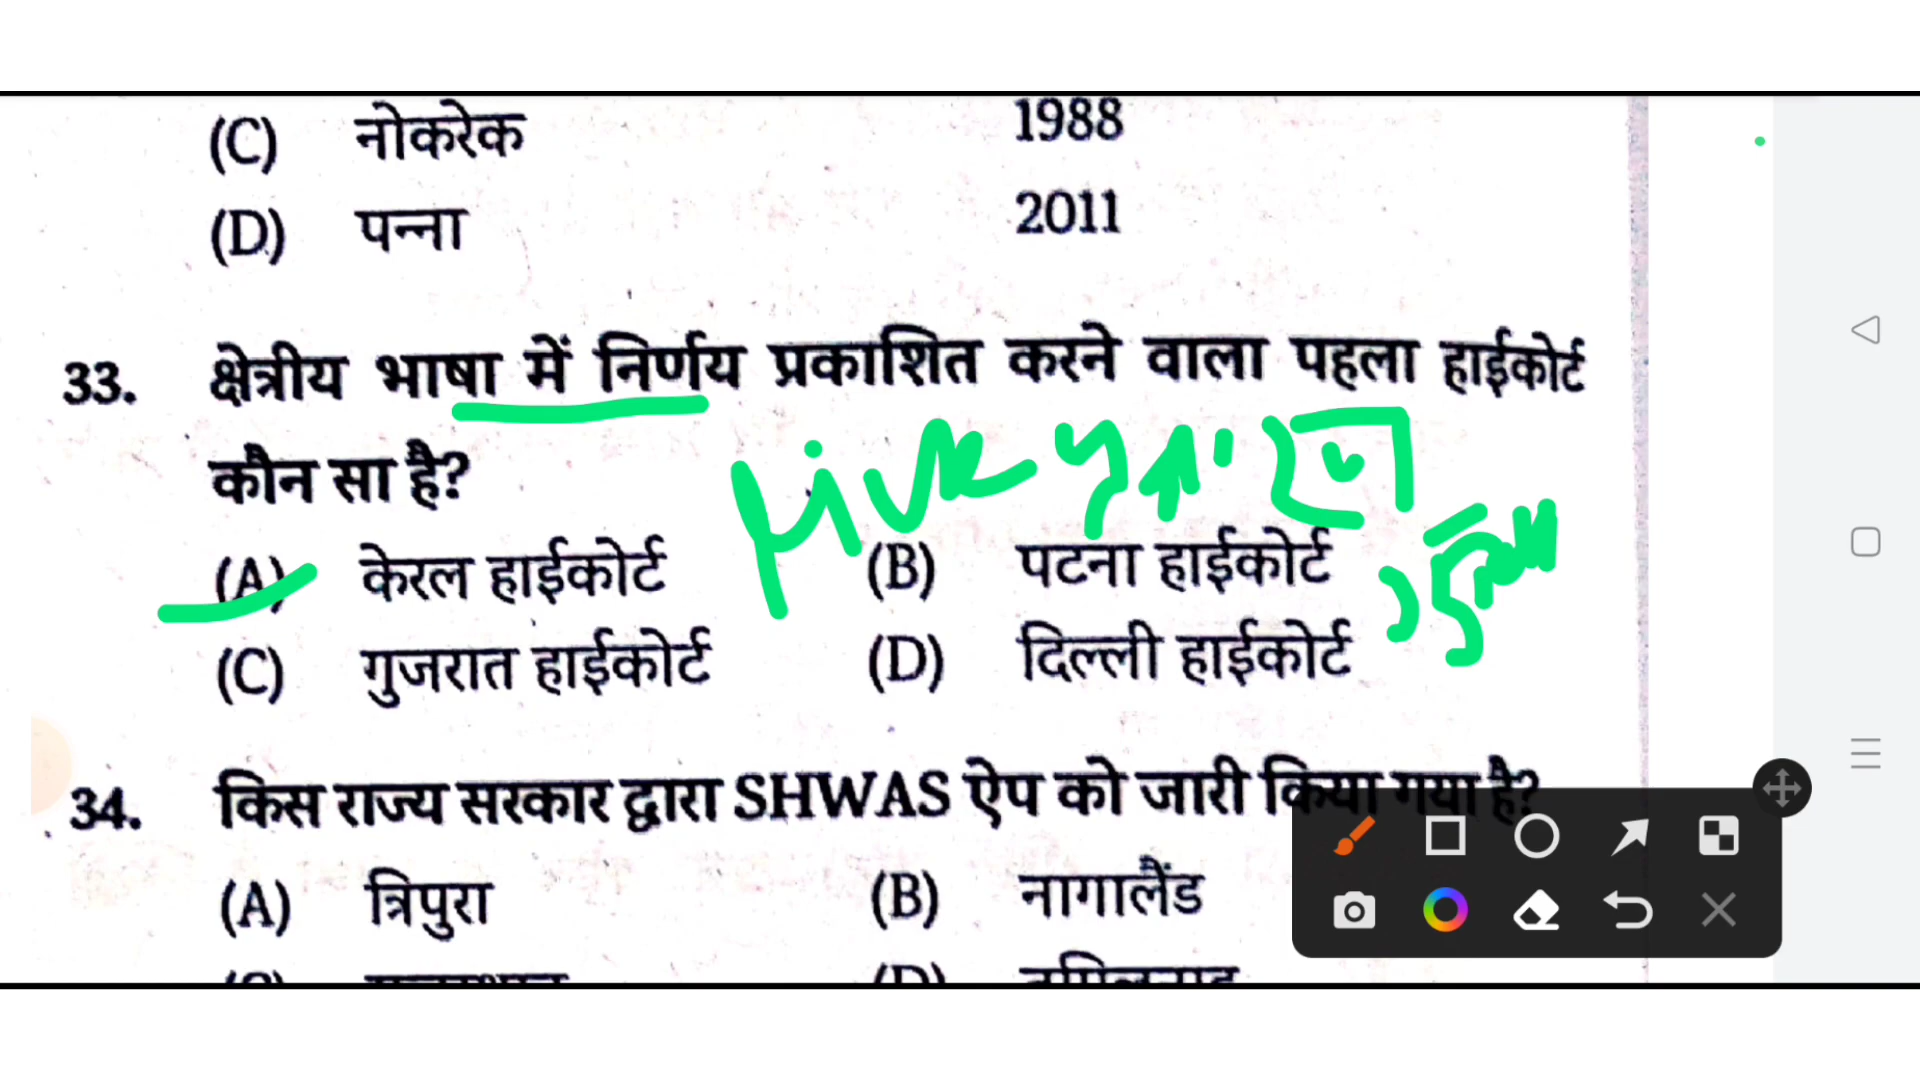 (C) नोकरेक 1988
(D) पन्ना 2011
33. क्षेत्रीय भाषा में निर्णय प्रकाशित करने वाला पहला हाईकोर्ट
कौन सा है?
(A) केरल हाईकोर्ट (B) पटना हाईकोर्ट
(C) गुजरात हाईकोर्ट (D) दिल्ली हाईकोर्ट
34. किस राज्य सरकार द्वारा SHWAS ऐप को जारी किया गया है?
(A) त्रिपुरा (B) नागालैंड